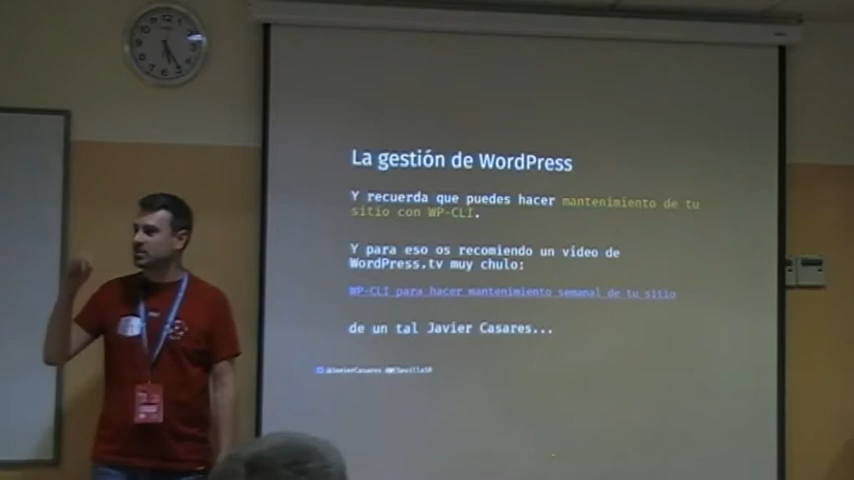 La gestión de WordPress
Y recuerda que puedes hacer mantenimiento de tu
sitio con WP-CLI.
Y para eso os recomiendo un vídeo de
WordPress.tv muy chulo:
WP-CLI para hacer mantenimiento semanal de tu sitio
de un tal Javier Casares...
@JavierCasares